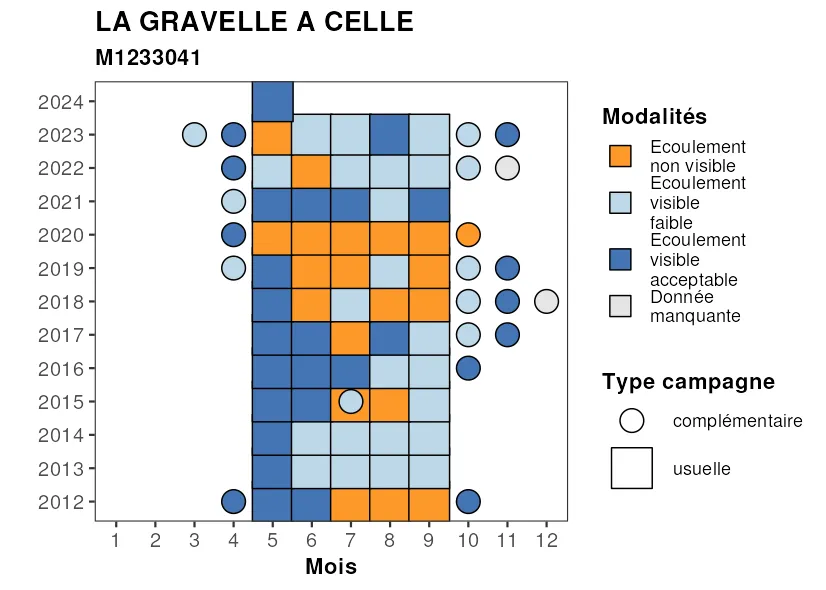 LA GRAVELLE A CELLE
M1233041
2024
2023
2022
2021
2020
2019
2018
2017
2016
2015
2014
2013
2012
1 2 3 4 5 6 7 8 9 10 11 12
Mois
Modalités
Ecoulement
non visible
Ecoulement
visible
faible
Ecoulement
visible
acceptable
Donnée
manquante
Type campagne
complémentaire
usuelle